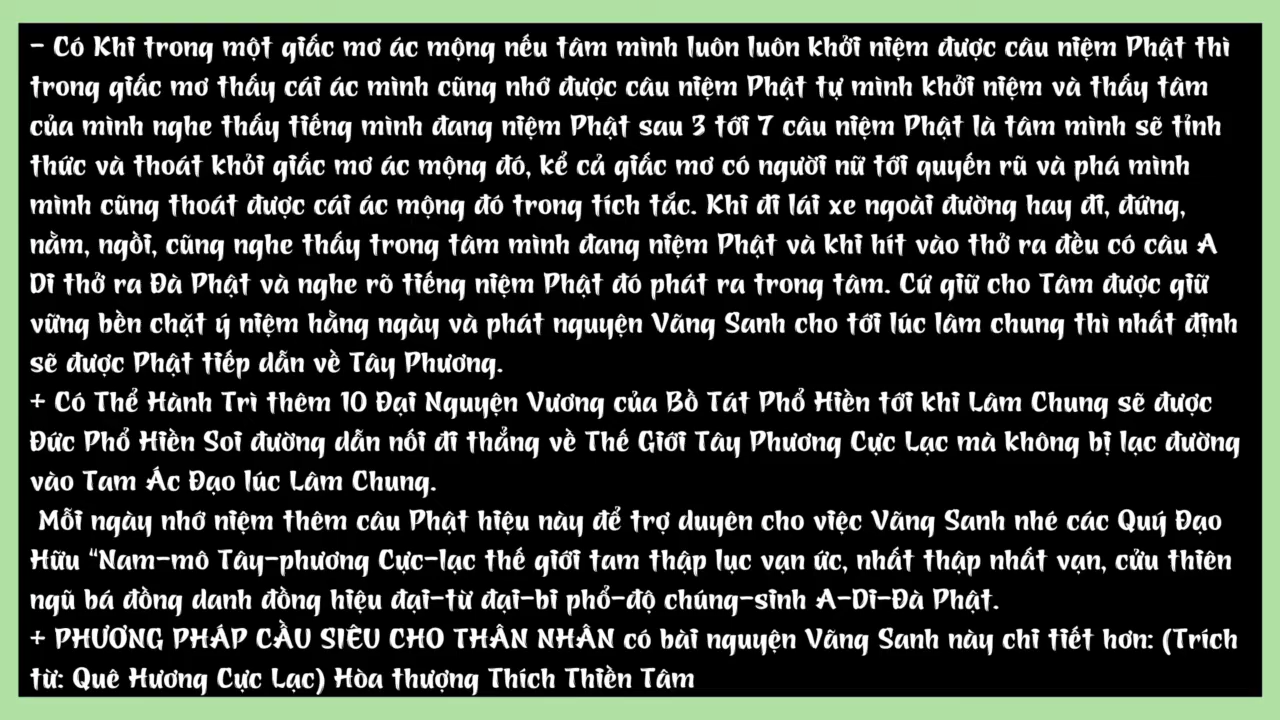 - Có Khi trong một giấc mơ ác mộng nếu tâm mình luôn luôn khởi niệm được câu niệm Phật thì
trong giấc mơ thấy cái ác mình cũng nhớ được câu niệm Phật tự mình khởi niệm và thấy tâm
của mình nghe thấy tiếng mình đang niệm Phật sau 3 tới 7 câu niệm Phật là tâm mình sẽ tỉnh
thức và thoát khỏi giấc mơ ác mộng đó, kể cả giấc mơ có người nữ tới quyến rũ và phá mình
mình cũng thoát được cái ác mộng đó trong tích tắc. Khi đi lái xe ngoài đường hay đi, đứng,
nằm, ngồi, cũng nghe thấy trong tâm mình đang niệm Phật và khi hít vào thở ra đều có câu A
Di thở ra Đà Phật và nghe rõ tiếng niệm Phật đó phát ra trong tâm. Cứ giữ cho Tâm được giữ
vững bền chặt ý niệm hằng ngày và phát nguyện Vãng Sanh cho tới lúc lâm chung thì nhất định
sẽ được Phật tiếp dẫn về Tây Phương.
+ Có Thể Hành Trì thêm 10 Đại Nguyện Vương của Bồ Tát Phổ Hiền tới khi Lâm Chung sẽ được
Đức Phổ Hiền Soi đường dẫn nối đi thẳng về Thế Giới Tây Phương Cực Lạc mà không bị lạc đường
vào Tam Ác Đạo lúc Lâm Chung.
Mỗi ngày nhớ niệm thêm câu Phật hiệu này để trợ duyên cho việc Vãng Sanh nhé các Quý Đạo
Hữu “Nam-mô Tây-phương Cực-lạc thế giới tam thập lục vạn ức, nhất thập nhất vạn, cửu thiên
ngũ bá đồng danh đồng hiệu đại-từ đại-bi phổ-độ chúng-sinh A-Di-Đà Phật.
+ PHƯƠNG PHÁP CẦU SIÊU CHO THÂN NHÂN có bài nguyện Vãng Sanh này chi tiết hơn: (Trích
từ: Quê Hương Cực Lạc) Hòa thượng Thích Thiền Tâm